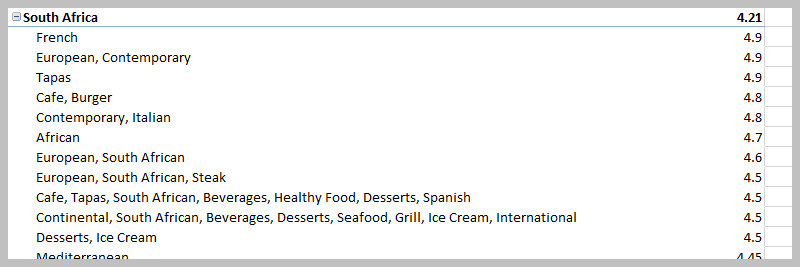 South Africa 4.21
French 4.9
European, Contemporary 4.9
Tapas 4.9
Cafe, Burger 4.8
Contemporary, Italian 4.8
African 4.7
European, South African 4.6
European, South African, Steak 4.5
Cafe, Tapas, South African, Beverages, Healthy Food, Desserts, Spanish 4.5
Continental, South African, Beverages, Desserts, Seafood, Grill, Ice Cream, International 4.5
Desserts, Ice Cream 4.5
Mediterranean 4.45